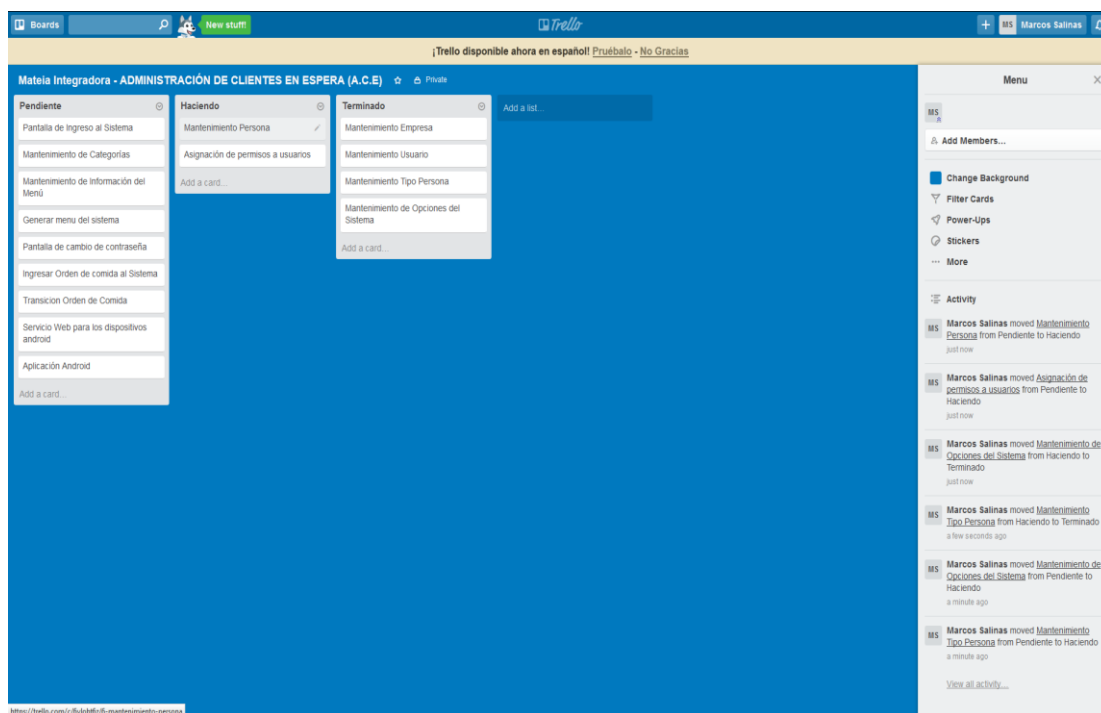 Boards
New stuff!
Trello
MS Marcos Salinas
¡Trello disponible ahora en español! Pruébalo - No Gracias
Mateia Integradora - ADMINISTRACIÓN DE CLIENTES EN ESPERA (A.C.E)
Private
Pendiente
Pantalla de Ingreso al Sistema
Mantenimiento de Categorías
Mantenimiento de Información del
Menú
Generar menu del sistema
Pantalla de cambio de contraseña
Ingresar Orden de comida al Sistema
Transicion Orden de Comida
Servicio Web para los dispositivos
android
Aplicación Android
Add a card...
Haciendo
Mantenimiento Persona
Asignación de permisos a usuarios
Add a card...
Terminado
Mantenimiento Empresa
Mantenimiento Usuario
Mantenimiento Tipo Persona
Mantenimiento de Opciones del
Sistema
Add a card...
Add a list...
Menu
MS
Add Members...
Change Background
Filter Cards
Power-Ups
Stickers
More
Activity
MS
Marcos Salinas moved Mantenimiento
Persona from Pendiente to Haciendo
just now
MS
Marcos Salinas moved Asignación de
permisos a usuarios from Pendiente to
Haciendo
just now
MS
Marcos Salinas moved Mantenimiento de
Opciones del Sistema from Haciendo to
Terminado
just now
MS
Marcos Salinas moved Mantenimiento
Tipo Persona from Haciendo to Terminado
a few seconds ago
MS
Marcos Salinas moved Mantenimiento de
Opciones del Sistema from Pendiente to
Haciendo
a minute ago
MS
Marcos Salinas moved Mantenimiento
Tipo Persona from Pendiente to Haciendo
a minute ago
View all activity...